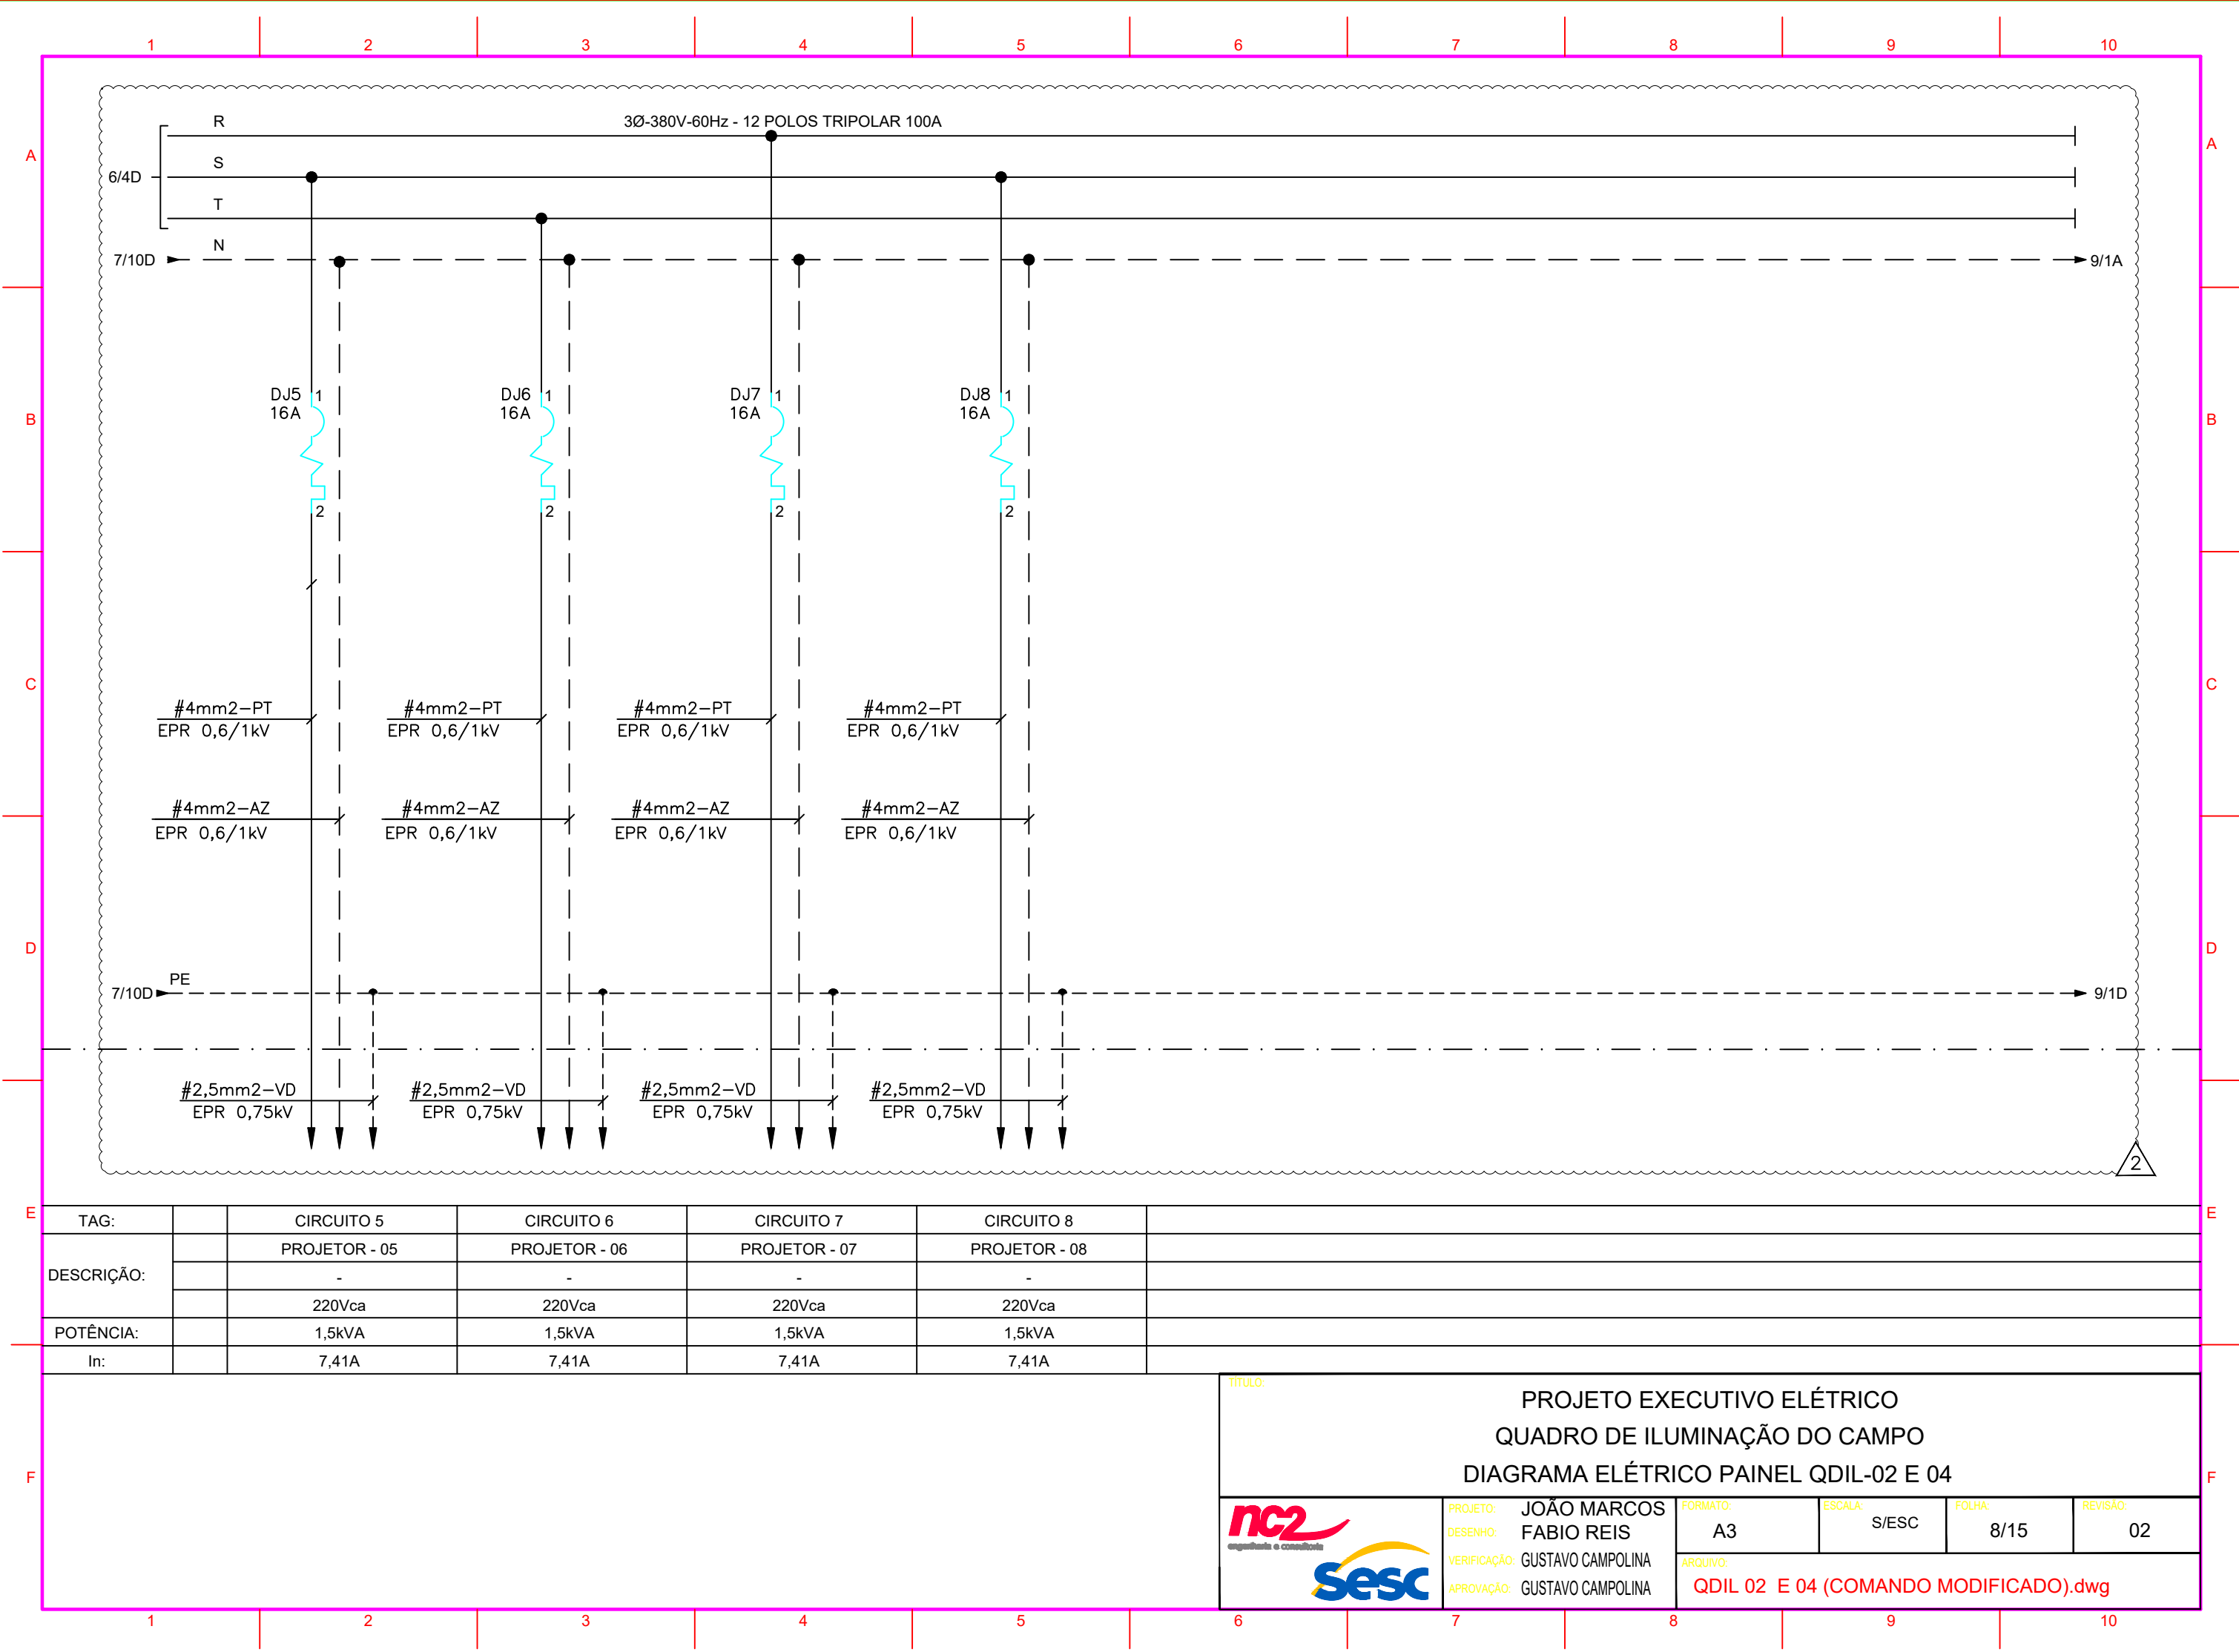 1 2 3 4 5 6 7 8 9 10
R 3Ø-380V-60Hz - 12 POLOS TRIPOLAR 100A
A A
S
6/4D
T
N
7/10D 9/1A
DJ5 1 DJ6 1 DJ7 1 DJ8 1
16A 16A 16A 16A
B B
2 2 2 2
C C
#4mm2-PT #4mm2-PT #4mm2-PT #4mm2-PT
EPR 0,6/1kV EPR 0,6/1kV EPR 0,6/1kV EPR 0,6/1kV
#4mm2-AZ #4mm2-AZ #4mm2-AZ #4mm2-AZ
EPR 0,6/1kV EPR 0,6/1kV EPR 0,6/1kV EPR 0,6/1kV
D D
PE
7/10D 9/1D
#2,5mm2-VD #2,5mm2-VD #2,5mm2-VD #2,5mm2-VD
EPR 0,75kV EPR 0,75kV EPR 0,75kV EPR 0,75kV
2
E E
TAG: CIRCUITO 5 CIRCUITO 6 CIRCUITO 7 CIRCUITO 8
PROJETOR - 05 PROJETOR - 06 PROJETOR - 07 PROJETOR - 08
DESCRIÇÃO: - - - -
220Vca 220Vca 220Vca 220Vca
POTÊNCIA: 1,5kVA 1,5kVA 1,5kVA 1,5kVA
In: 7,41A 7,41A 7,41A 7,41A
TÍTULO:
PROJETO EXECUTIVO ELÉTRICO
QUADRO DE ILUMINAÇÃO DO CAMPO
DIAGRAMA ELÉTRICO PAINEL QDIL-02 E 04
F F
nc2
engenharia e consultoria
sesc
PROJETO: JOÃO MARCOS
DESENHO: FABIO REIS
VERIFICAÇÃO: GUSTAVO CAMPOLINA
APROVAÇÃO: GUSTAVO CAMPOLINA
FORMATO: ESCALA: FOLHA: REVISÃO:
A3 S/ESC 8/15 02
ARQUIVO:
QDIL 02 E 04 (COMANDO MODIFICADO).dwg
1 2 3 4 5 6 7 8 9 10